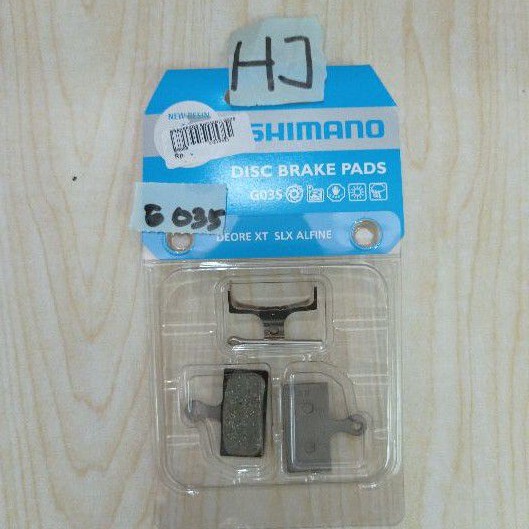 HJ
NEW RESIN
SHIMANO
DISC BRAKE PADS
G03S
G 035
DEORE XT SLX ALFINE